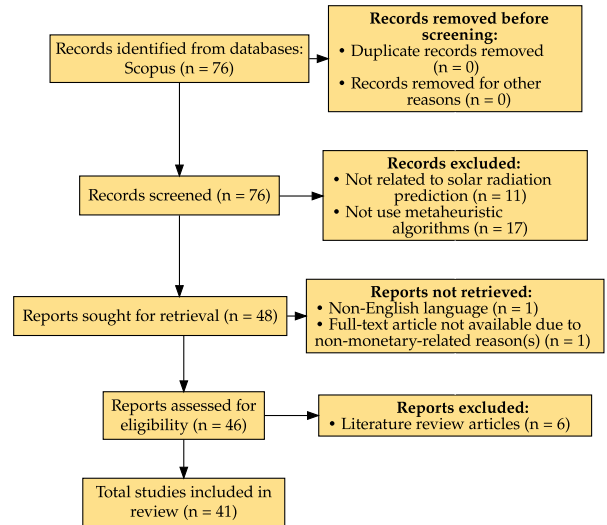 Records identified from databases:
Scopus (n = 76)
Records removed before
screening:
• Duplicate records removed
(n = 0)
• Records removed for other
reasons (n = 0)
Records screened (n = 76)
Records excluded:
• Not related to solar radiation
prediction (n = 11)
• Not use metaheuristic
algorithms (n = 17)
Reports sought for retrieval (n = 48)
Reports not retrieved:
• Non-English language (n = 1)
• Full-text article not available due to
non-monetary-related reason(s) (n = 1)
Reports assessed for
eligibility (n = 46)
Reports excluded:
• Literature review articles (n = 6)
Total studies included in
review (n = 41)